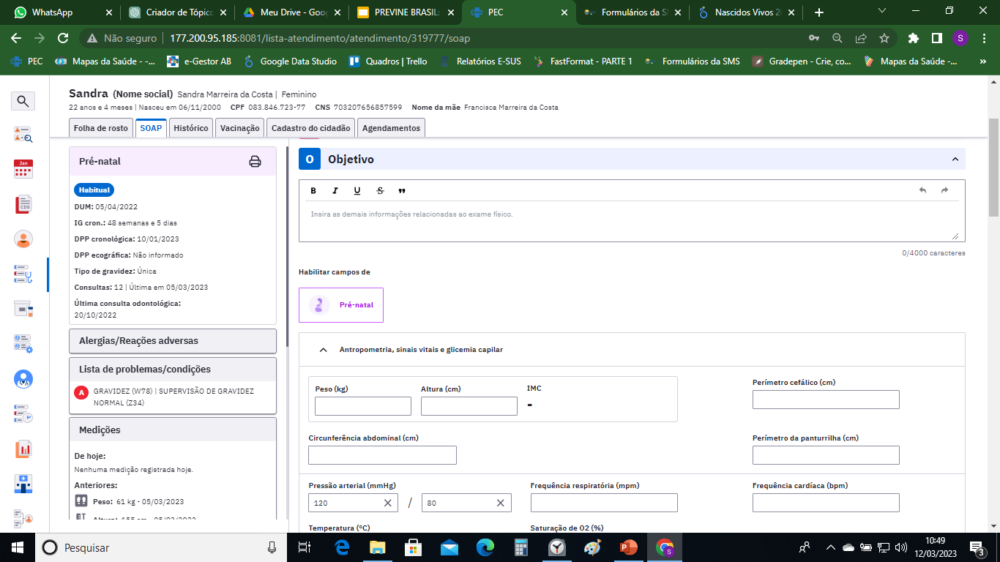 WhatsApp
Criador de Tópico
Meu Drive - Goog
PREVINE BRASIL:
PEC
Formulários da S
Nascidos Vivos 2
Não seguro
177.200.95.185:8081/lista-atendimento/atendimento/319777/soap
S
PEC
Mapas da Saúde - -...
e-Gestor AB
Google Data Studio
Quadros | Trello
Relatórios E-SUS
FastFormat - PARTE 1
Formulários da SMS
Gradepen - Crie, co...
Mapas da Saúde -...
»
Sandra (Nome social) Sandra Marreira da Costa | Feminino
22 anos e 4 meses | Nasceu em 06/11/2000 CPF 083.846.723-77 CNS 703207656857599 Nome da mãe Francisca Marreira da Costa
Folha de rosto
SOAP
Histórico
Vacinação
Cadastro do cidadão
Agendamentos
Jan
CDS
Pré-natal
Habitual
DUM: 05/04/2022
IG cron.: 48 semanas e 5 dias
DPP cronológica: 10/01/2023
DPP ecográfica: Não informado
Tipo de gravidez: Única
Consultas: 12 | Última em 05/03/2023
Última consulta odontológica:
20/10/2022
Alergias/Reações adversas
Lista de problemas/condições
A
GRAVIDEZ (W78) | SUPERVISÃO DE GRAVIDEZ
NORMAL (Z34)
Medições
De hoje:
Nenhuma medição registrada hoje.
Anteriores:
Peso: 61 kg - 05/03/2023
O Objetivo
B I U S
Insira as demais informações relacionadas ao exame físico.
0/4000 caracteres
Habilitar campos de
Pré-natal
Antropometria, sinais vitais e glicemia capilar
Peso (kg)
Altura (cm)
IMC
-
Perímetro cefálico (cm)
Circunferência abdominal (cm)
Perímetro da panturrilha (cm)
Pressão arterial (mmHg)
Frequência respiratória (mpm)
Frequência cardíaca (bpm)
120 / 80
Temperatura (ºC)
Saturação de O2 (%)
Pesquisar
10:49
12/03/2023
3